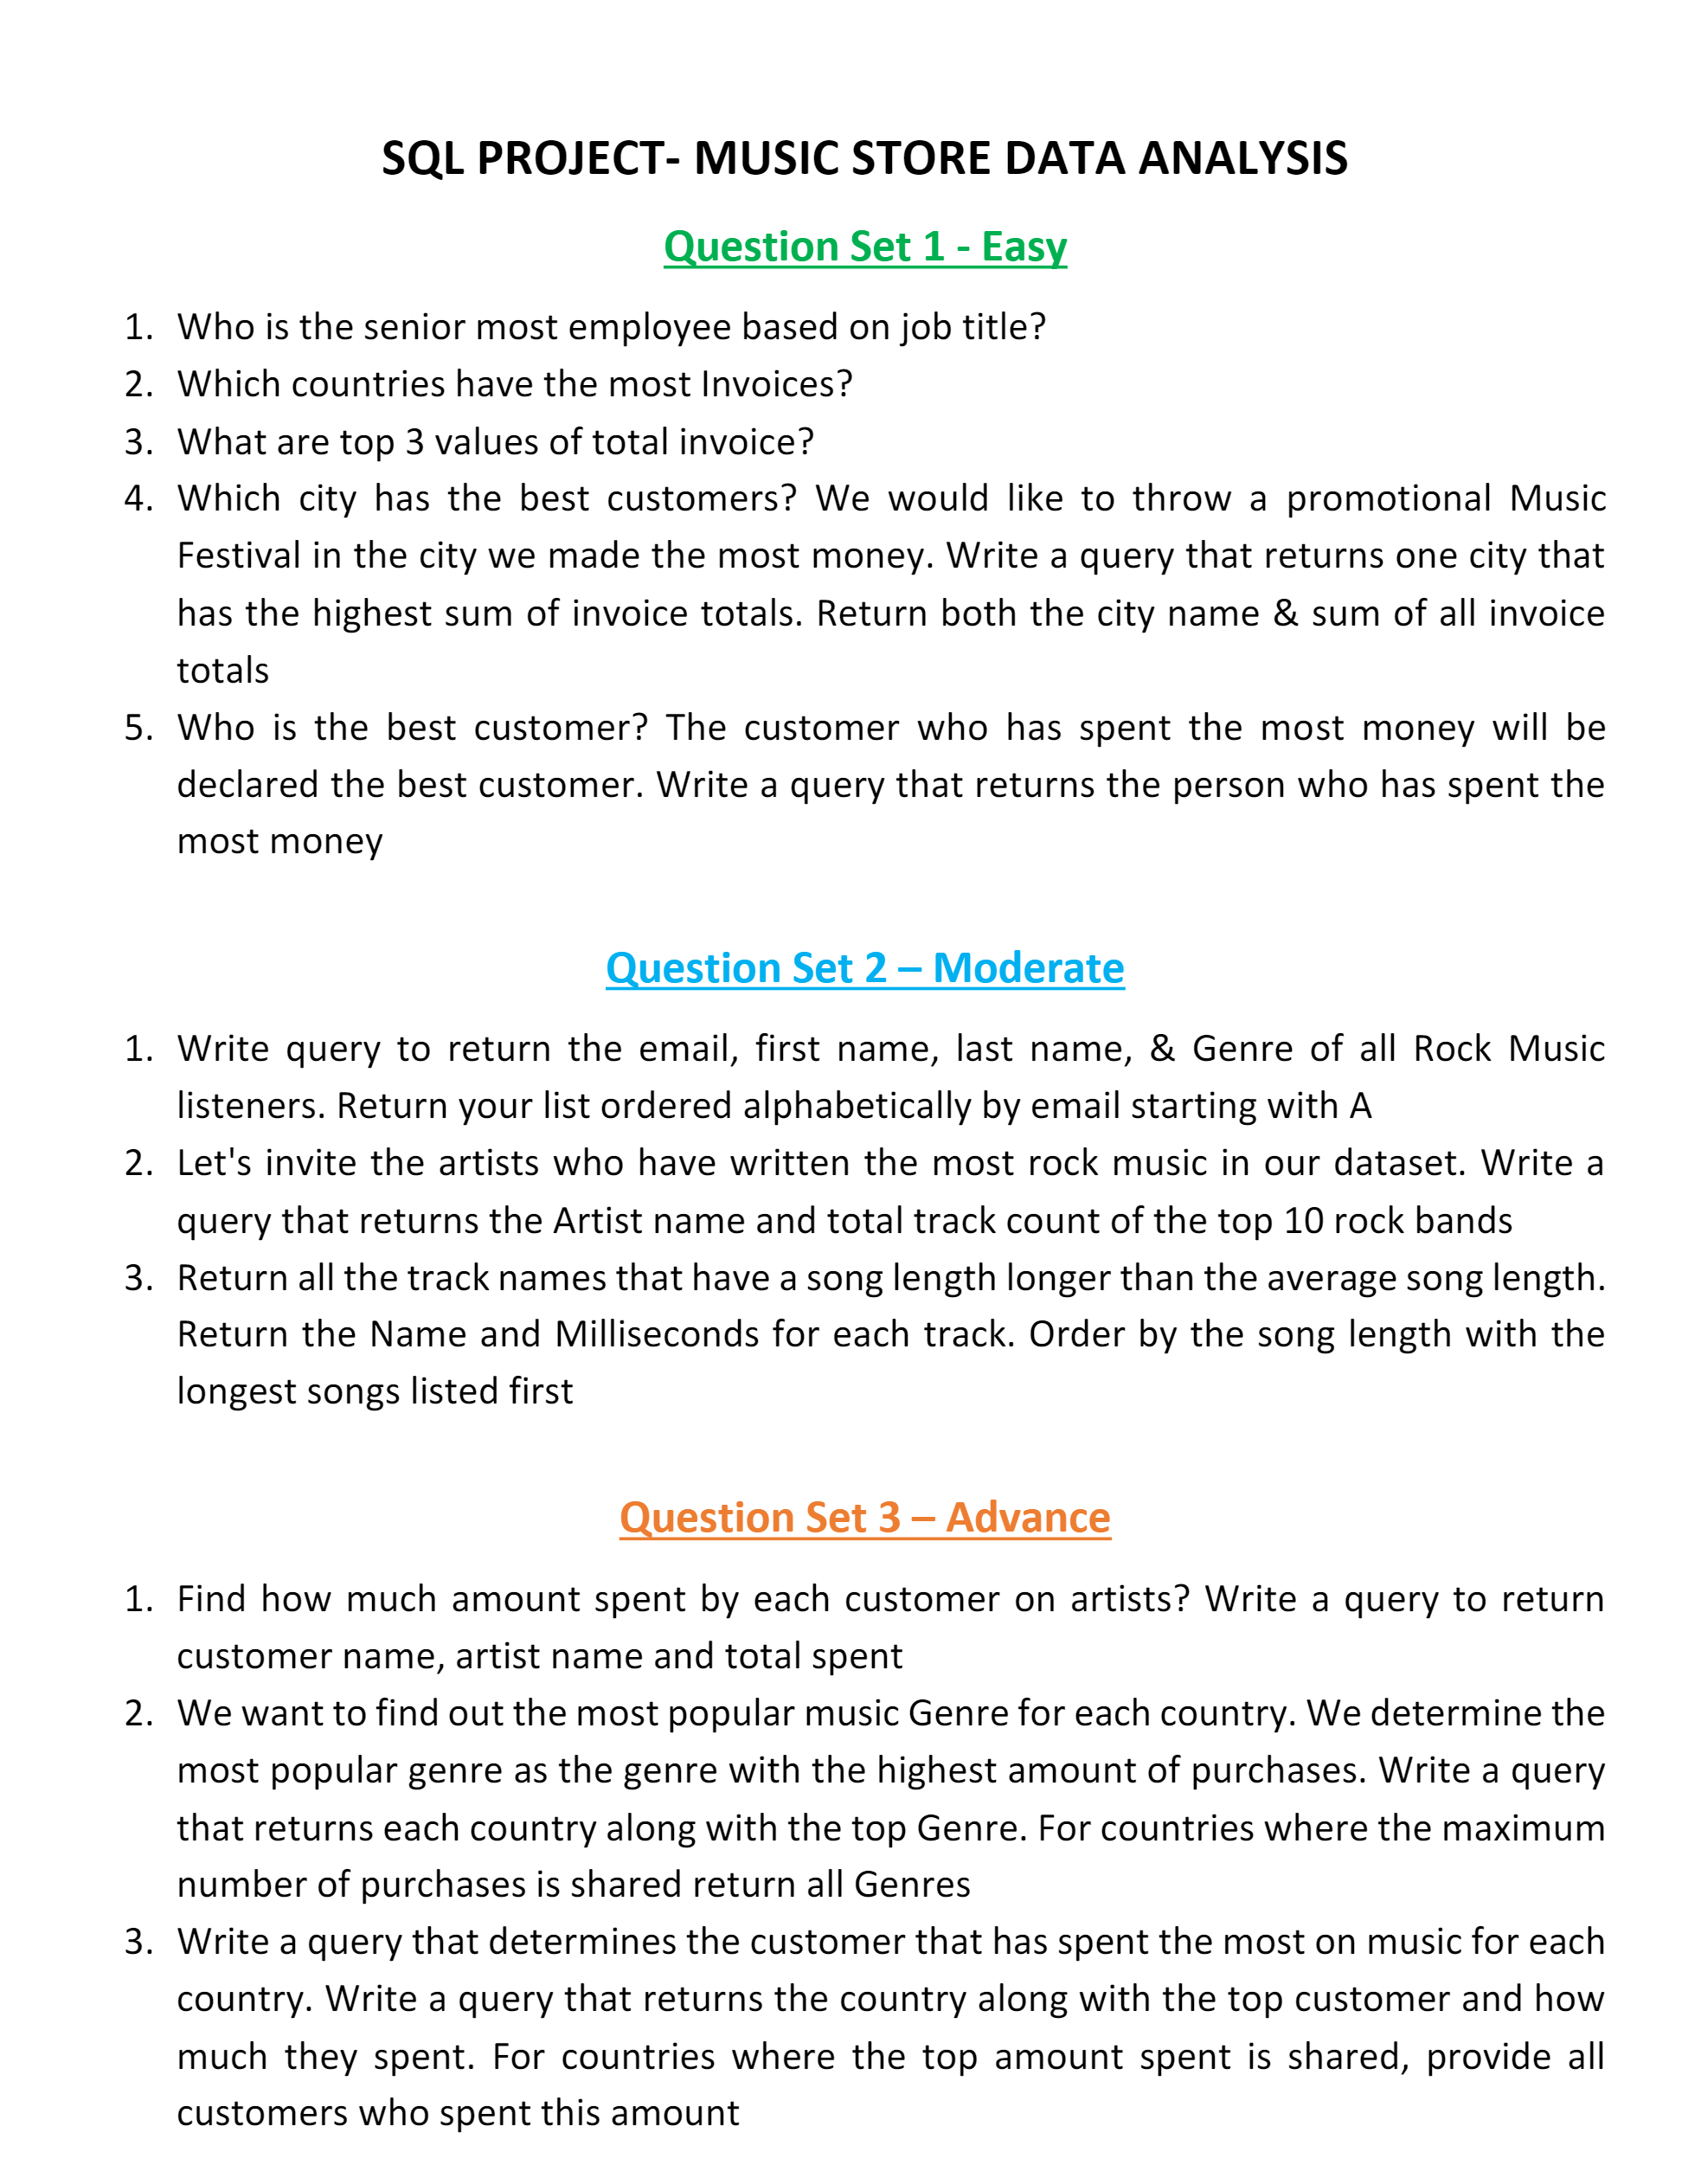 SQL PROJECT- MUSIC STORE DATA ANALYSIS
Question Set 1 - Easy
1. Who is the senior most employee based on job title?
2. Which countries have the most Invoices?
3. What are top 3 values of total invoice?
4. Which city has the best customers? We would like to throw a promotional Music
Festival in the city we made the most money. Write a query that returns one city that
has the highest sum of invoice totals. Return both the city name & sum of all invoice
totals
5. Who is the best customer? The customer who has spent the most money will be
declared the best customer. Write a query that returns the person who has spent the
most money
Question Set 2 – Moderate
1. Write query to return the email, first name, last name, & Genre of all Rock Music
listeners. Return your list ordered alphabetically by email starting with A
2. Let's invite the artists who have written the most rock music in our dataset. Write a
query that returns the Artist name and total track count of the top 10 rock bands
3. Return all the track names that have a song length longer than the average song length.
Return the Name and Milliseconds for each track. Order by the song length with the
longest songs listed first
Question Set 3 – Advance
1. Find how much amount spent by each customer on artists? Write a query to return
customer name, artist name and total spent
2. We want to find out the most popular music Genre for each country. We determine the
most popular genre as the genre with the highest amount of purchases. Write a query
that returns each country along with the top Genre. For countries where the maximum
number of purchases is shared return all Genres
3. Write a query that determines the customer that has spent the most on music for each
country. Write a query that returns the country along with the top customer and how
much they spent. For countries where the top amount spent is shared, provide all
customers who spent this amount